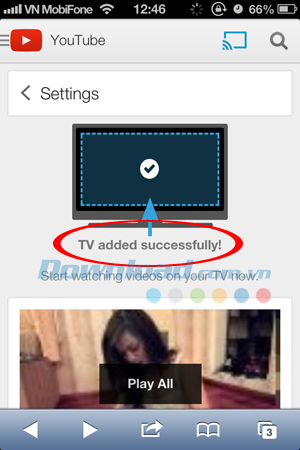 VN MobiFone 12:46 66%
YouTube
Settings
TV added successfully!
Start watching videos on your TV now.
Download.com.vn
Play All
3